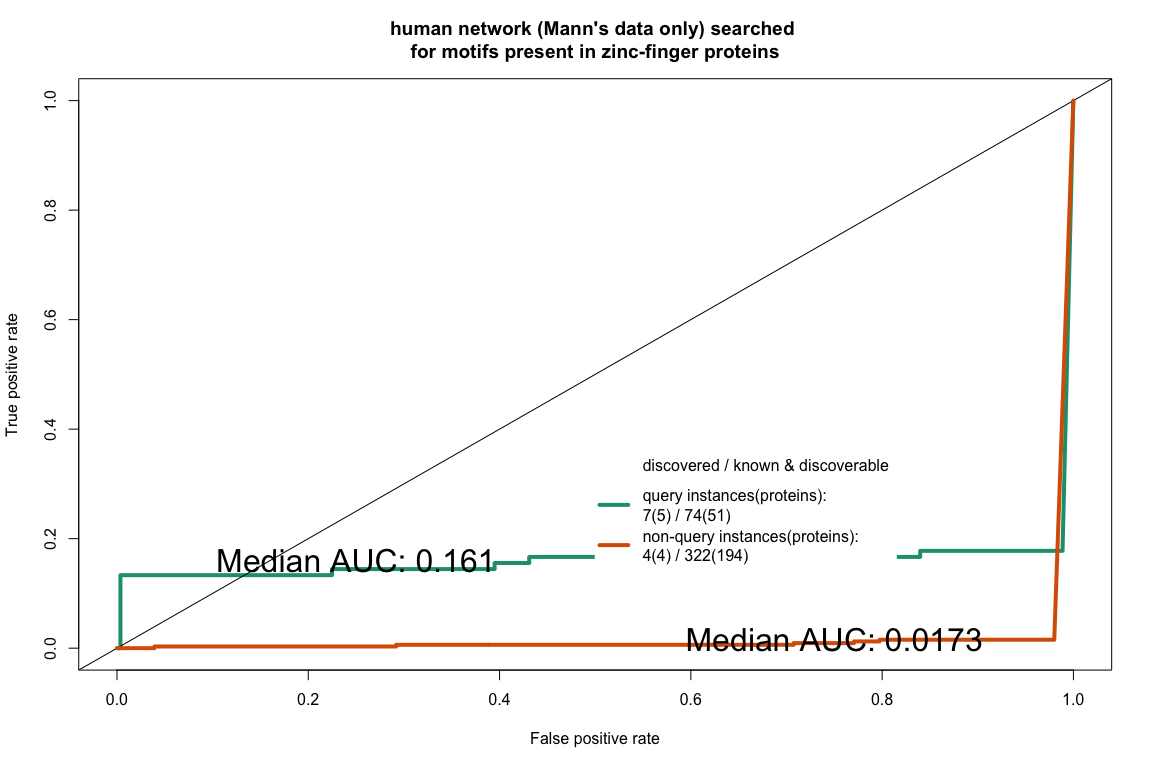 human network (Mann's data only) searched
for motifs present in zinc-finger proteins
True positive rate
1.0
0.8
0.6
0.4
0.2
0.0
discovered / known & discoverable
query instances(proteins):
7(5) / 74(51)
non-query instances(proteins):
4(4) / 322(194)
Median AUC: 0.161
Median AUC: 0.0173
0.0 0.2 0.4 0.6 0.8 1.0
False positive rate